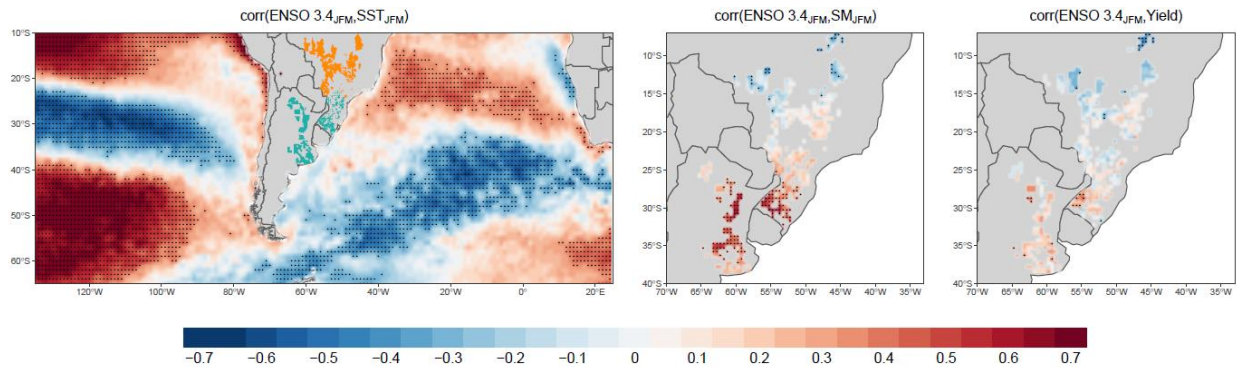 corr(ENSO 3.4JFM,SSTJFM)
corr(ENSO 3.4JFM,SMJFM)
corr(ENSO 3.4JFM,Yield)
10°S
20°S
30°S
40°S
50°S
60°S
120°W 100°W 80°W 60°W 40°W 20°W 0° 20°E
10°S
15°S
20°S
25°S
30°S
35°S
40°S
70°W 65°W 60°W 55°W 50°W 45°W 40°W 35°W
10°S
15°S
20°S
25°S
30°S
35°S
40°S
70°W 65°W 60°W 55°W 50°W 45°W 40°W 35°W
−0.7 −0.6 −0.5 −0.4 −0.3 −0.2 −0.1 0 0.1 0.2 0.3 0.4 0.5 0.6 0.7